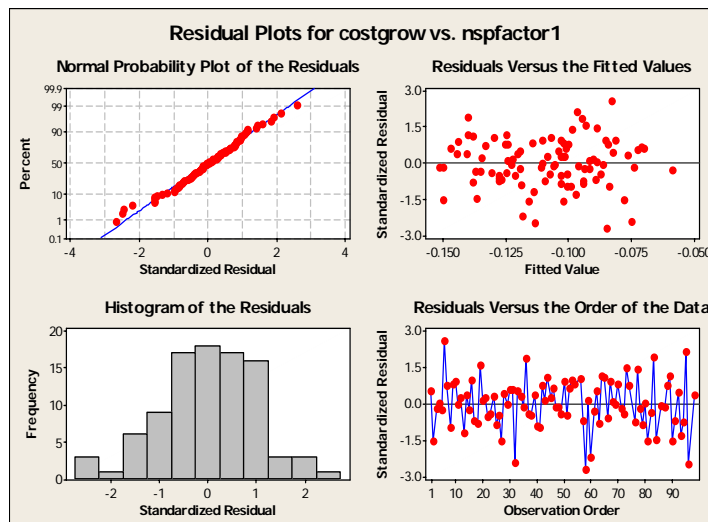 Residual Plots for costgrow vs. nspfactor1
Normal Probability Plot of the Residuals
99.9
99
90
50
10
1
0.1
Percent
-4 -2 0 2 4
Standardized Residual
Residuals Versus the Fitted Values
3.0
1.5
0.0
-1.5
-3.0
Standardized Residual
-0.150 -0.125 -0.100 -0.075 -0.050
Fitted Value
Histogram of the Residuals
20
15
10
5
0
Frequency
-2 -1 0 1 2
Standardized Residual
Residuals Versus the Order of the Data
3.0
1.5
0.0
-1.5
-3.0
Standardized Residual
1 10 20 30 40 50 60 70 80 90
Observation Order